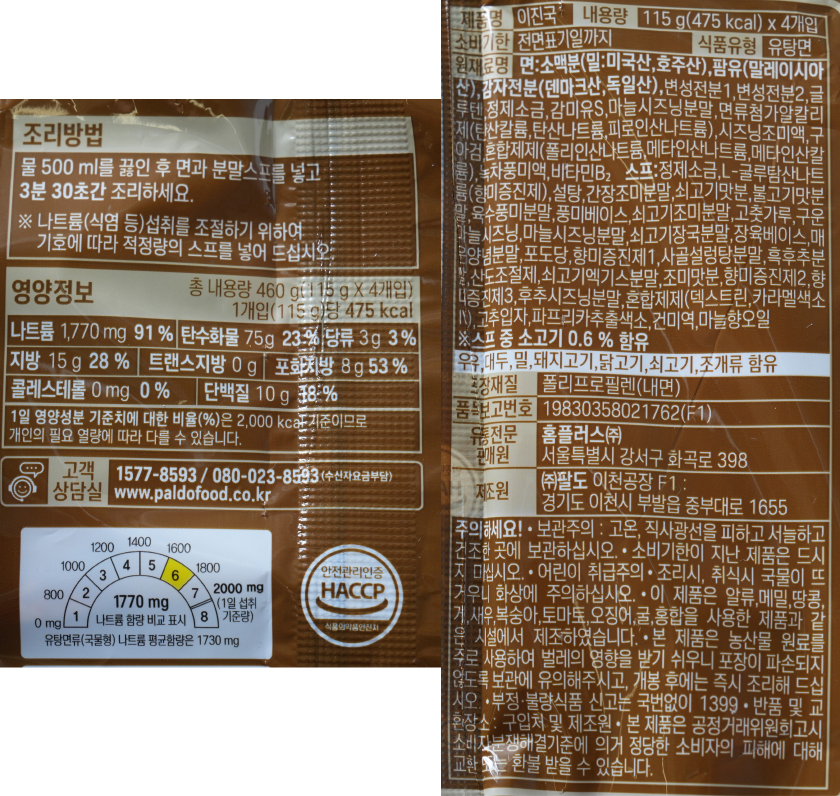 조리방법
물 500 ml를 끓인 후 면과 분말스프를 넣고
3분 30초간 조리하세요.
※ 나트륨(식염 등)섭취를 조절하기 위하여
기호에 따라 적정량의 스프를 넣어 드십시오.
영양정보
총 내용량 460 g(115 g X 4개입)
1개입(115 g)당 475 kcal
나트륨 1,770 mg 91 % 탄수화물 75g 23 % 당류 3g 3 %
지방 15 g 28 % 트랜스지방 0 g 포화지방 8g 53 %
콜레스테롤 0 mg 0 % 단백질 10 g 18 %
1일 영양성분 기준치에 대한 비율(%)은 2,000 kcal 기준이므로
개인의 필요 열량에 따라 다를 수 있습니다.
고객
상담실
1577-8593 / 080-023-8593 (수신자요금부담)
www.paldofood.co.kr
0 mg 800 1000 1200 1400 1600 1800 2000 mg
(1일 섭취
기준량)
1 2 3 4 5 6 7 8
1770 mg
나트륨 함량 비교 표시
유탕면류(국물형) 나트륨 평균함량은 1730 mg
안전관리인증
HACCP
식품의약품안전처
제품명 이진국 내용량 115 g(475 kcal) x 4개입
소비기한 전면표기일까지 식품유형 유탕면
원재료명 면:소맥분(밀:미국산,호주산),팜유(말레이시아
산),감자전분(덴마크산,독일산),변성전분1,변성전분2,글
루텐,정제소금,감미유S,마늘시즈닝분말,면류첨가알칼리
제(탄산칼륨,탄산나트륨,피로인산나트륨),시즈닝조미액,구
아검,혼합제제(폴리인산나트륨,메타인산나트륨,메타인산칼
륨),녹차풍미액,비타민B₂ 스프:정제소금,L-글루탐산나트
륨(향미증진제),설탕,간장조미분말,쇠고기맛분,불고기맛분
말,육수풍미분말,풍미베이스,쇠고기조미분말,고춧가루,구운
마늘시즈닝,마늘시즈닝분말,쇠고기장국분말,장육베이스,매
운양념분말,포도당,향미증진제1,사골설렁탕분말,흑후추분
말,산도조절제,쇠고기엑기스분말,조미맛분,향미증진제2,향
미증진제3,후추시즈닝분말,혼합제제(덱스트린,카라멜색소
),고추입자,파프리카추출색소,건미역,마늘향오일
※스프 중 소고기 0.6 % 함유
우유,대두,밀,돼지고기,닭고기,쇠고기,조개류 함유
포장재질 폴리프로필렌(내면)
품목보고번호 19830358021762(F1)
유통전문
판매원
홈플러스㈜
서울특별시 강서구 화곡로 398
제조원
㈜팔도 이천공장 F1 :
경기도 이천시 부발읍 중부대로 1655
주의하세요! • 보관주의 : 고온, 직사광선을 피하고 서늘하고
건조한 곳에 보관하십시오. • 소비기한이 지난 제품은 드시
지 마십시오. • 어린이 취급주의 • 조리시, 취식시 국물이 뜨
거우니 화상에 주의하십시오. • 이 제품은 알류,메밀,땅콩,
게,새우,복숭아,토마토,오징어,굴,홍합을 사용한 제품과 같
은 시설에서 제조하였습니다. • 본 제품은 농산물 원료를
주로 사용하여 벌레의 영향을 받기 쉬우니 포장이 파손되지
않도록 보관에 유의해주시고, 개봉 후에는 즉시 조리해 드십
시오. • 부정·불량식품 신고는 국번없이 1399 • 반품 및 교
환장소 : 구입처 및 제조원 • 본 제품은 공정거래위원회고시
소비자분쟁해결기준에 의거 정당한 소비자의 피해에 대해
교환 또는 환불 받을 수 있습니다.